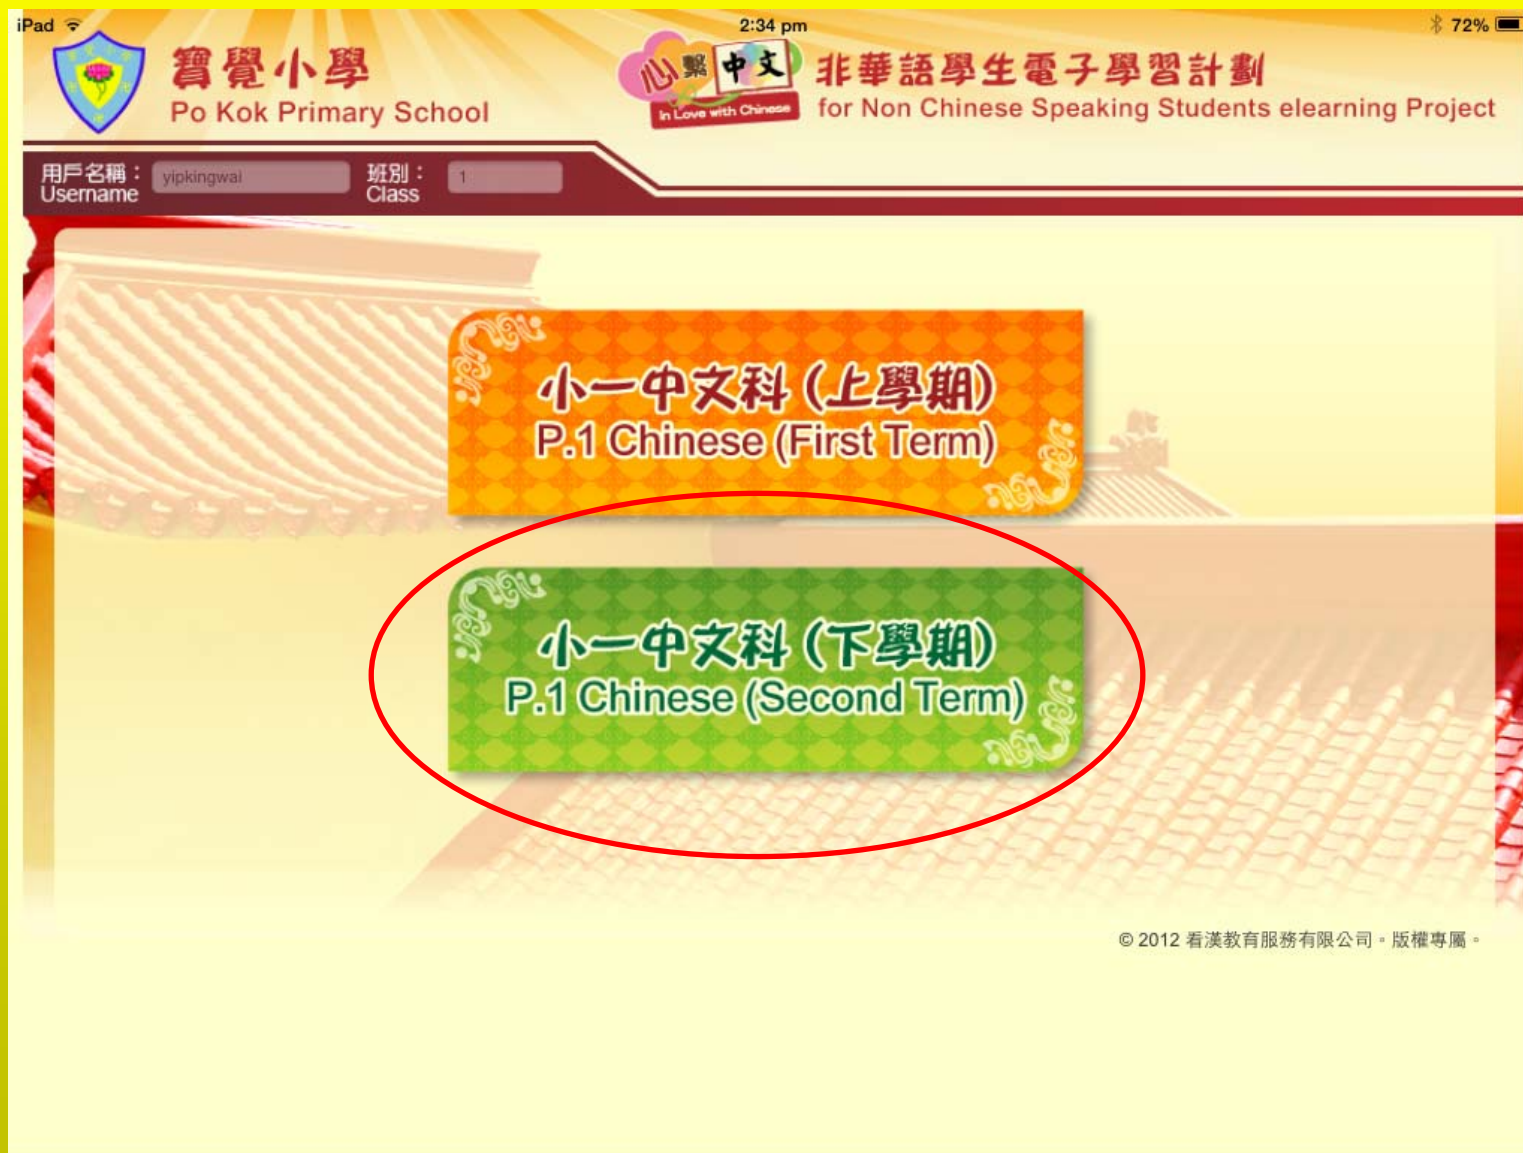 iPad 2:34 pm 72%
寶覺小學
Po Kok Primary School
心繫中文
In Love with Chinese
非華語學生電子學習計劃
for Non Chinese Speaking Students elearning Project
用戶名稱：
Username
yipkingwai
班別：
Class
1
小一中文科（上學期）
P.1 Chinese (First Term)
小一中文科（下學期）
P.1 Chinese (Second Term)
© 2012 看漢教育服務有限公司。版權專屬。